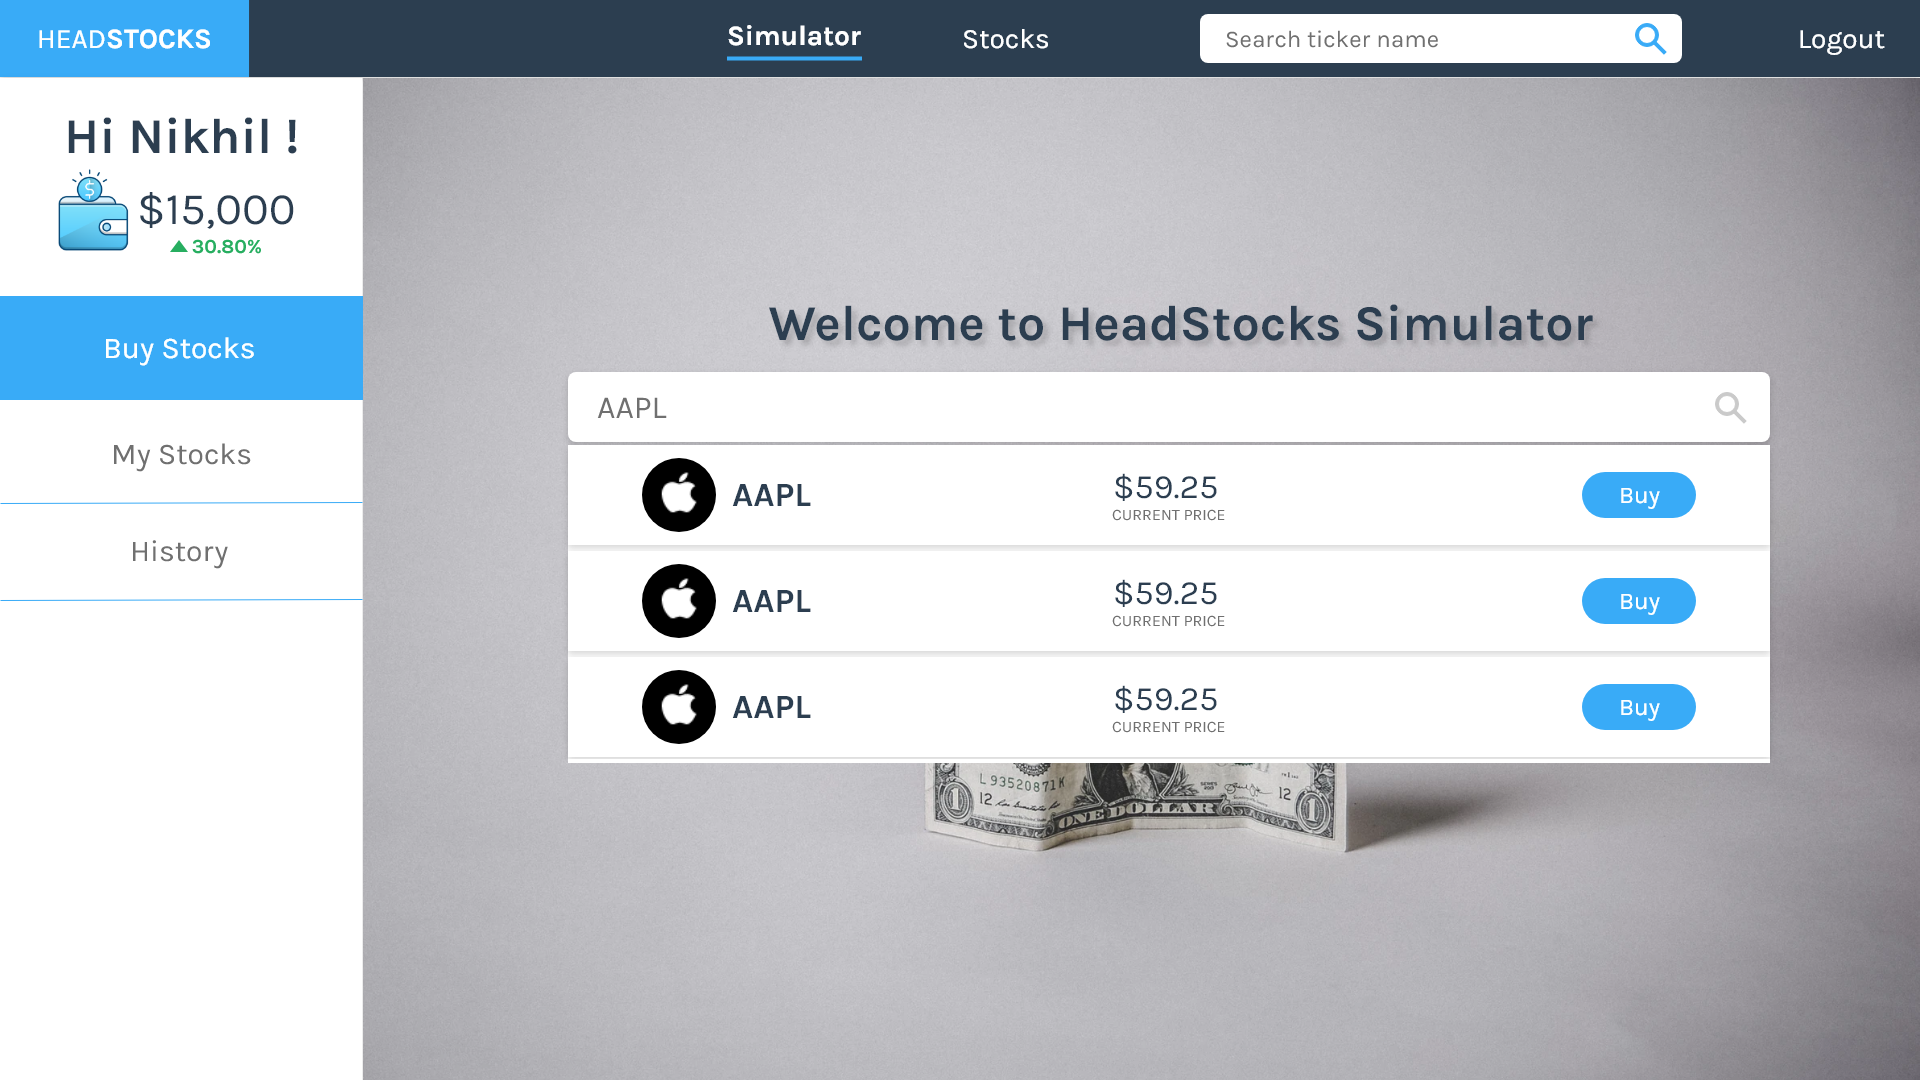 HEADSTOCKS
Simulator
Stocks
Search ticker name
Logout
Hi Nikhil !
$
$15,000
30.80%
Buy Stocks
My Stocks
History
Welcome to HeadStocks Simulator
AAPL
AAPL
$59.25
CURRENT PRICE
Buy
AAPL
$59.25
CURRENT PRICE
Buy
AAPL
$59.25
CURRENT PRICE
Buy
L 93520871 K
12
12
1
ONE DOLLAR
1